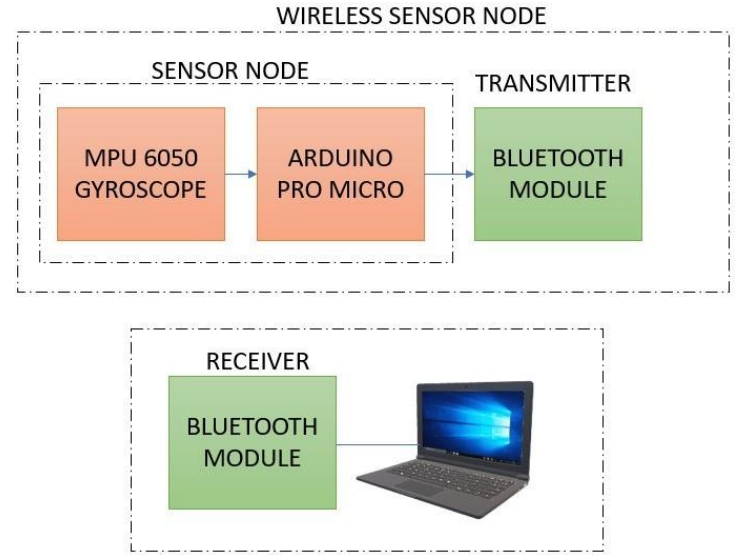 WIRELESS SENSOR NODE
SENSOR NODE
TRANSMITTER
MPU 6050
GYROSCOPE
ARDUINO
PRO MICRO
BLUETOOTH
MODULE
RECEIVER
BLUETOOTH
MODULE